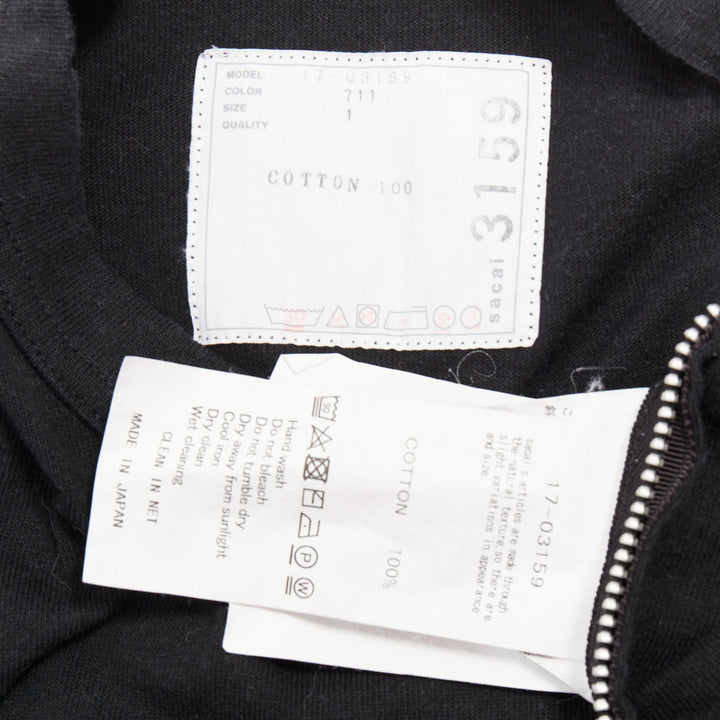 MODEL 17-03159
COLOR 711
SIZE 1
QUALITY
COTTON 100
sacai 3159
30
Hand wash
Do not bleach
Do not tumble dry
Dry away from sunlight
Cool iron
Dry clean
Wet cleaning
CLEAN IN NET
MADE IN JAPAN
30
P
W
COTTON 100%
17-03159
sacai's articles are made through
the natural texture, so there are
slight variations in appearance
and size